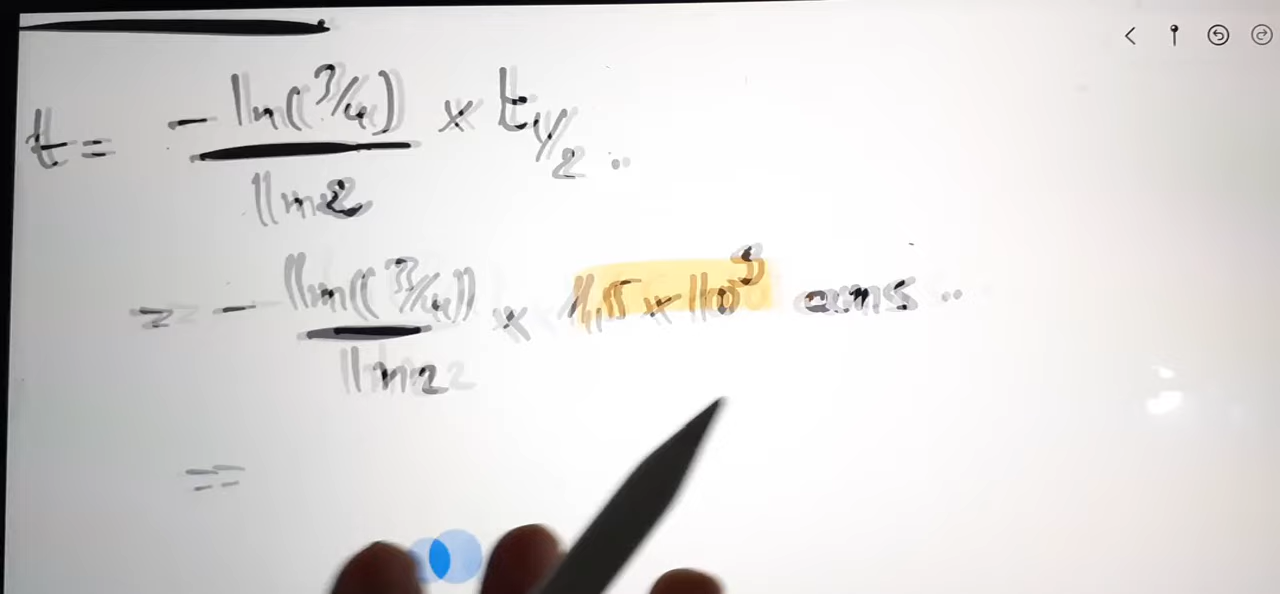 t = - ln(3/4) / ln2 × t1/2 ..
= - ln(3/4) / ln2 × 1,5 × 10⁹ ans ..
=